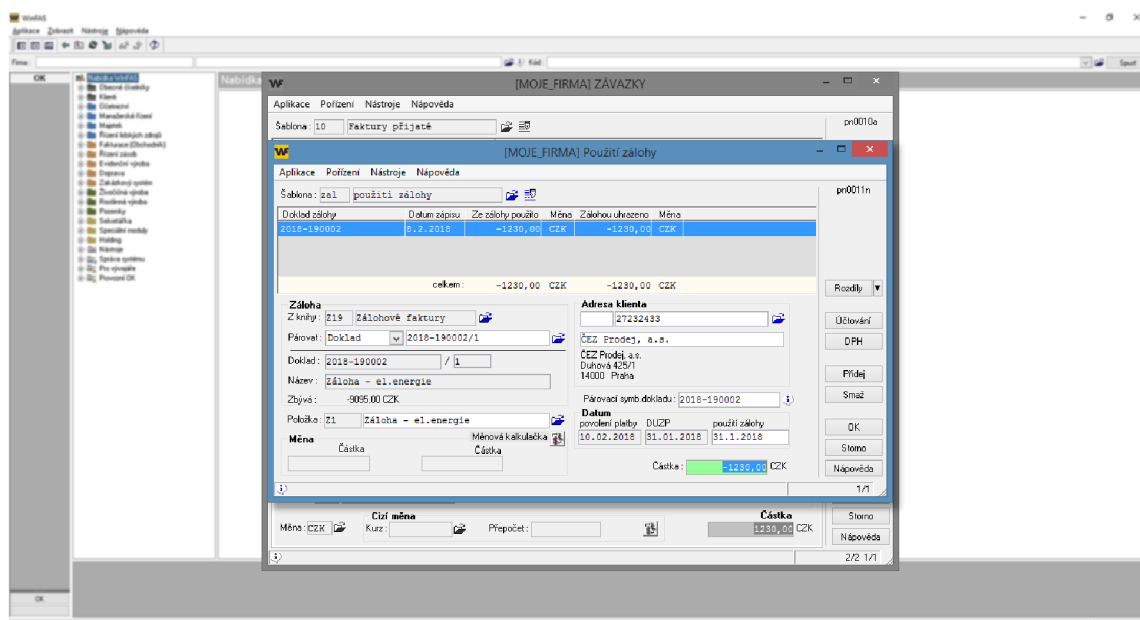 WinFAS
Aplikace Zobrazit Nástroje Nápověda
Firma: Kód: Spusť
OK
Nabídka WinFAS
Nabídka
Obecné číselníky
Klient
Účetnictví
Manažerské řízení
Majetek
Řízení lidských zdrojů
Fakturace (Obchodník)
Řízení zásob
Evidenční výroba
Doprava
Zakázkový systém
Živočišná výroba
Rostlinná výroba
Pozemky
Speciální moduly
Holding
Nástroje
Správa systému
Pro vývojáře
Provozní OK
OK
[MOJE_FIRMA] ZÁVAZKY
Aplikace Pořízení Nástroje Nápověda
Šablona: 10 Faktury přijaté
pn0010a
[MOJE_FIRMA] Použití zálohy
Aplikace Pořízení Nástroje Nápověda
Šablona: zal použití zálohy
pn0011n
Doklad zálohy Datum zápisu Ze zálohy použito Měna Zálohou uhrazeno Měna
2018-190002 8.2.2018 -1230,00 CZK -1230,00 CZK
celkem: -1230,00 CZK -1230,00 CZK
Rozdíly
Záloha
Z knihy: Z19 Zálohové faktury
Párovat: Doklad 2018-190002/1
Doklad: 2018-190002 / 1
Název: Záloha - el.energie
Zbývá: -9095.00 CZK
Položka: Z1 Záloha - el.energie
Měna Měnová kalkulačka
Částka Částka
Adresa klienta
27232433
ČEZ Prodej, a.s.
ČEZ Prodej, a.s.
Duhová 425/1
14000 Praha
Párovací symb.dokladu: 2018-190002
Datum
povolení platby DUZP použití zálohy
10.02.2018 31.01.2018 31.1.2018
Částka: -1230,00 CZK
Účtování
DPH
Přidej
Smaž
OK
Storno
Nápověda
1/1
Cizí měna Částka
Měna: CZK Kurz: Přepočet: 1230,00 CZK
Storno
Nápověda
2/2 1/1